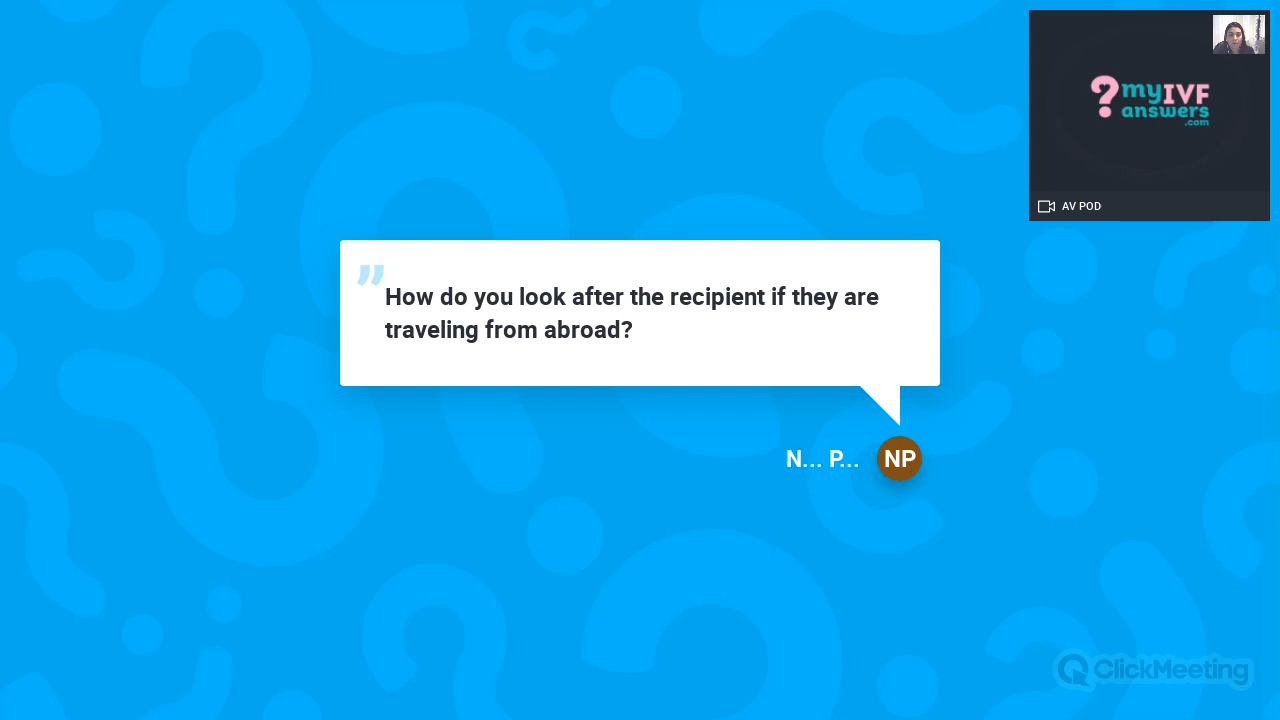 myIVF
answers
.com
AV POD
How do you look after the recipient if they are
traveling from abroad?
N... P...
NP
ClickMeeting